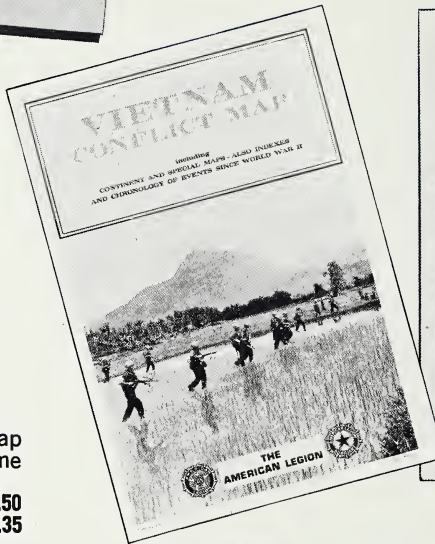 VIETNAM
CONFLICT MAP
including
CONTINENT AND SPECIAL MAPS - ALSO INDEXES
AND CHRONOLOGY OF EVENTS SINCE WORLD WAR II
THE
AMERICAN LEGION
ap
ne
.50
.35